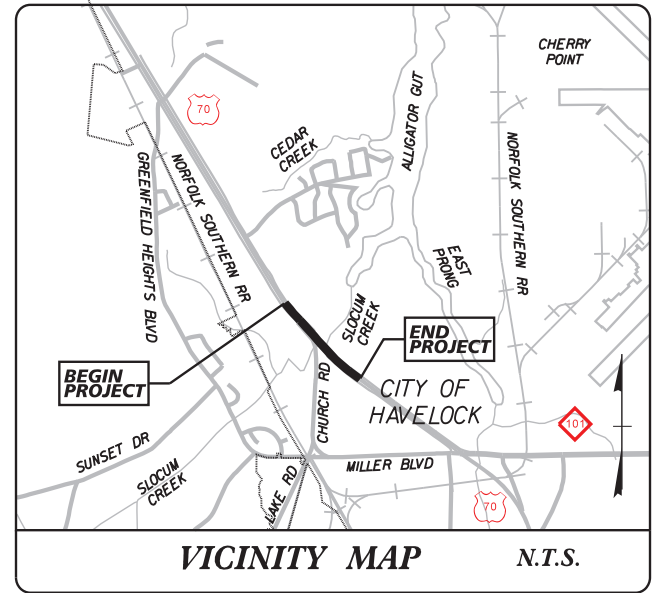 CHERRY
POINT
70
ALLIGATOR GUT
CEDAR
CREEK
NORFOLK SOUTHERN RR
GREENFIELD HEIGHTS BLVD
NORFOLK SOUTHERN RR
EAST
PRONG
SLOCUM
CREEK
END
PROJECT
BEGIN
PROJECT
CHURCH RD
CITY OF
HAVELOCK
101
SUNSET DR
SLOCUM
CREEK
LAKE RD
MILLER BLVD
70
VICINITY MAP
N.T.S.